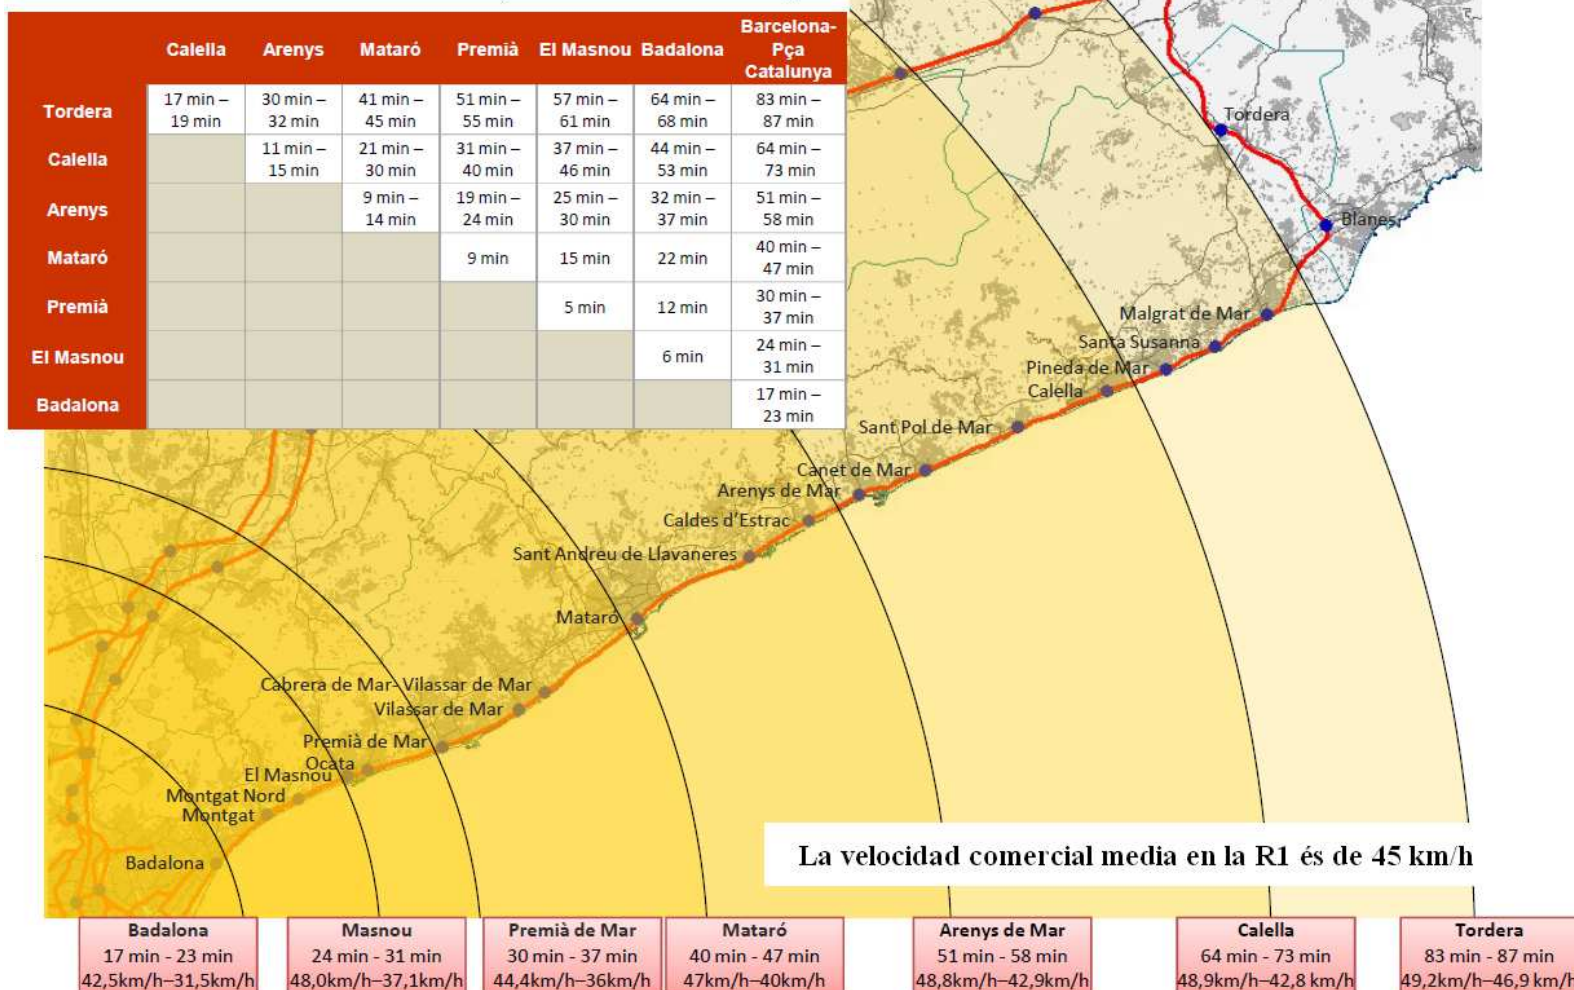 Calella Arenys Mataró Premià El Masnou Badalona Barcelona-
Pça
Catalunya
Tordera 17 min – 30 min – 41 min – 51 min – 57 min – 64 min – 83 min –
19 min 32 min 45 min 55 min 61 min 68 min 87 min
Calella 11 min – 21 min – 31 min – 37 min – 44 min – 64 min –
15 min 30 min 40 min 46 min 53 min 73 min
Arenys 9 min – 19 min – 25 min – 32 min – 51 min –
14 min 24 min 30 min 37 min 58 min
Mataró 9 min 15 min 22 min 40 min –
47 min
Premià 5 min 12 min 30 min –
37 min
El Masnou 6 min 24 min –
31 min
Badalona 17 min –
23 min
Tordera
Blanes
Malgrat de Mar
Santa Susanna
Pineda de Mar
Calella
Sant Pol de Mar
Canet de Mar
Arenys de Mar
Caldes d'Estrac
Sant Andreu de Llavaneres
Mataró
Cabrera de Mar- Vilassar de Mar
Vilassar de Mar
Premià de Mar
Ocata
El Masnou
Montgat Nord
Montgat
Badalona
La velocidad comercial media en la R1 és de 45 km/h
Badalona
17 min - 23 min
42,5km/h–31,5km/h
Masnou
24 min - 31 min
48,0km/h–37,1km/h
Premià de Mar
30 min - 37 min
44,4km/h–36km/h
Mataró
40 min - 47 min
47km/h–40km/h
Arenys de Mar
51 min - 58 min
48,8km/h–42,9km/h
Calella
64 min - 73 min
48,9km/h–42,8 km/h
Tordera
83 min - 87 min
49,2km/h–46,9 km/h